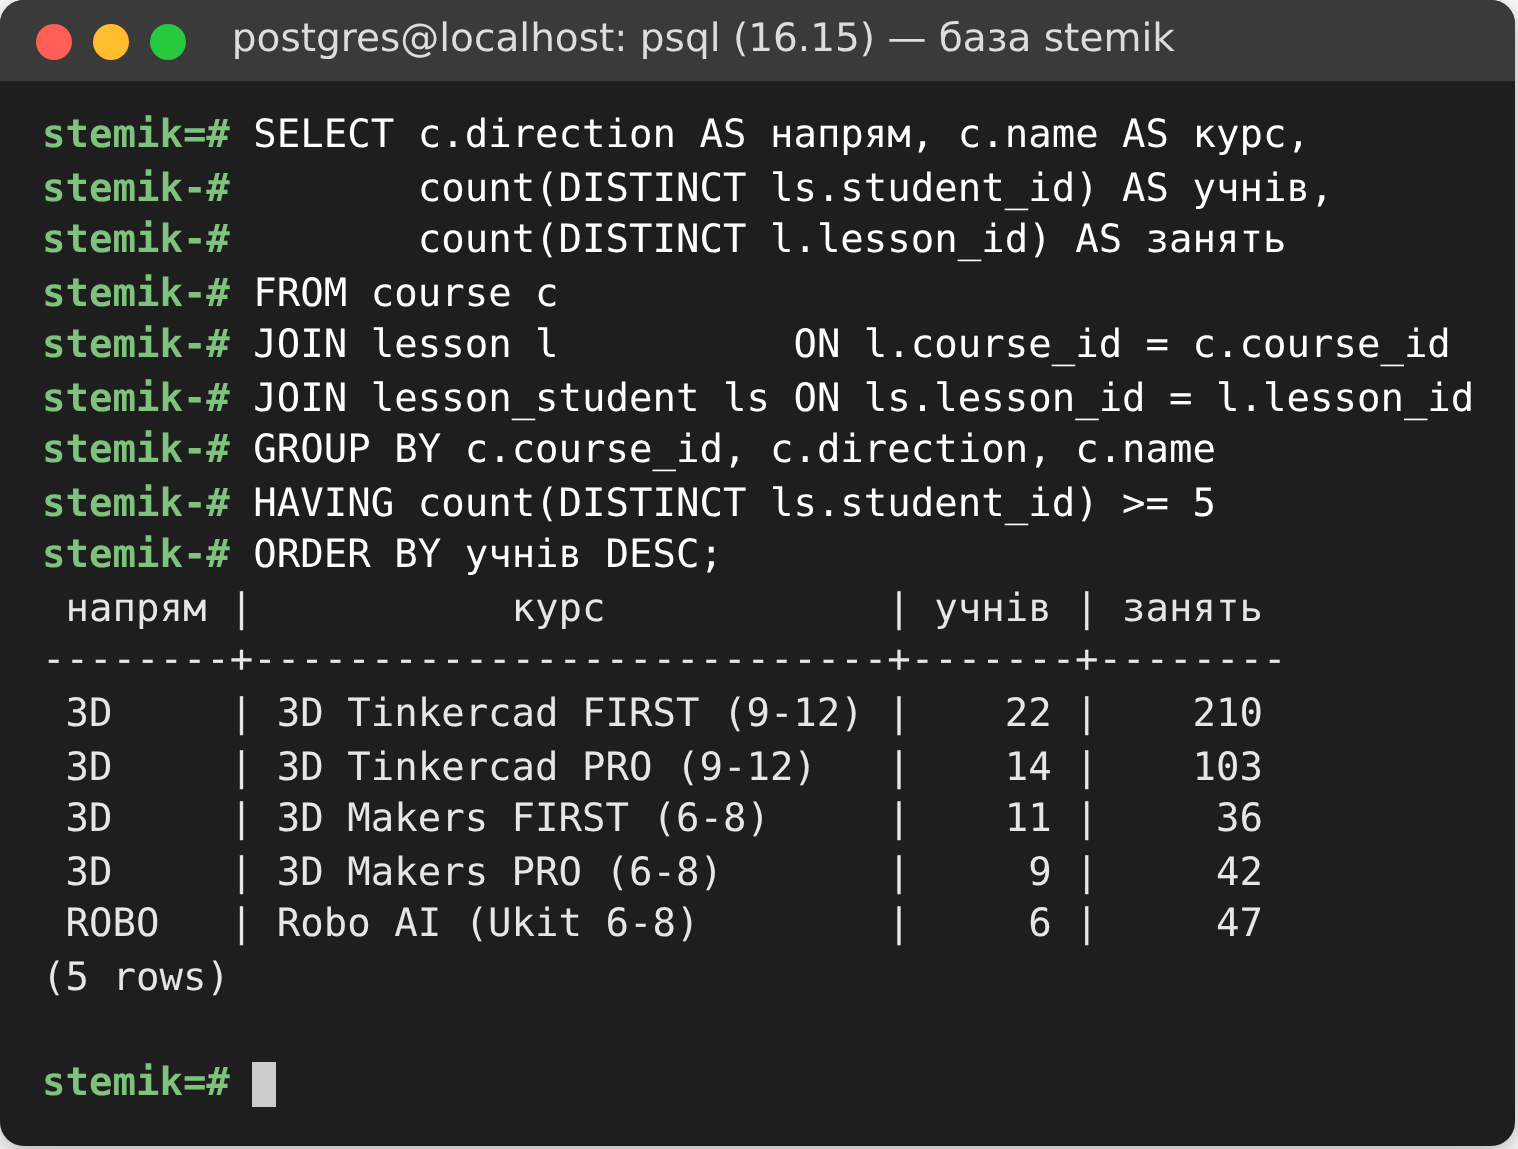 postgres@localhost: psql (16.15) — база stemik
stemik=# SELECT c.direction AS напрям, c.name AS курс,
stemik-#        count(DISTINCT ls.student_id) AS учнів,
stemik-#        count(DISTINCT l.lesson_id) AS занять
stemik-# FROM course c
stemik-# JOIN lesson l          ON l.course_id = c.course_id
stemik-# JOIN lesson_student ls ON ls.lesson_id = l.lesson_id
stemik-# GROUP BY c.course_id, c.direction, c.name
stemik-# HAVING count(DISTINCT ls.student_id) >= 5
stemik-# ORDER BY учнів DESC;
 напрям |           курс            | учнів | занять
--------+---------------------------+-------+--------
 3D     | 3D Tinkercad FIRST (9-12) |    22 |    210
 3D     | 3D Tinkercad PRO (9-12)   |    14 |    103
 3D     | 3D Makers FIRST (6-8)     |    11 |     36
 3D     | 3D Makers PRO (6-8)       |     9 |     42
 ROBO   | Robo AI (Ukit 6-8)        |     6 |     47
(5 rows)
stemik=#